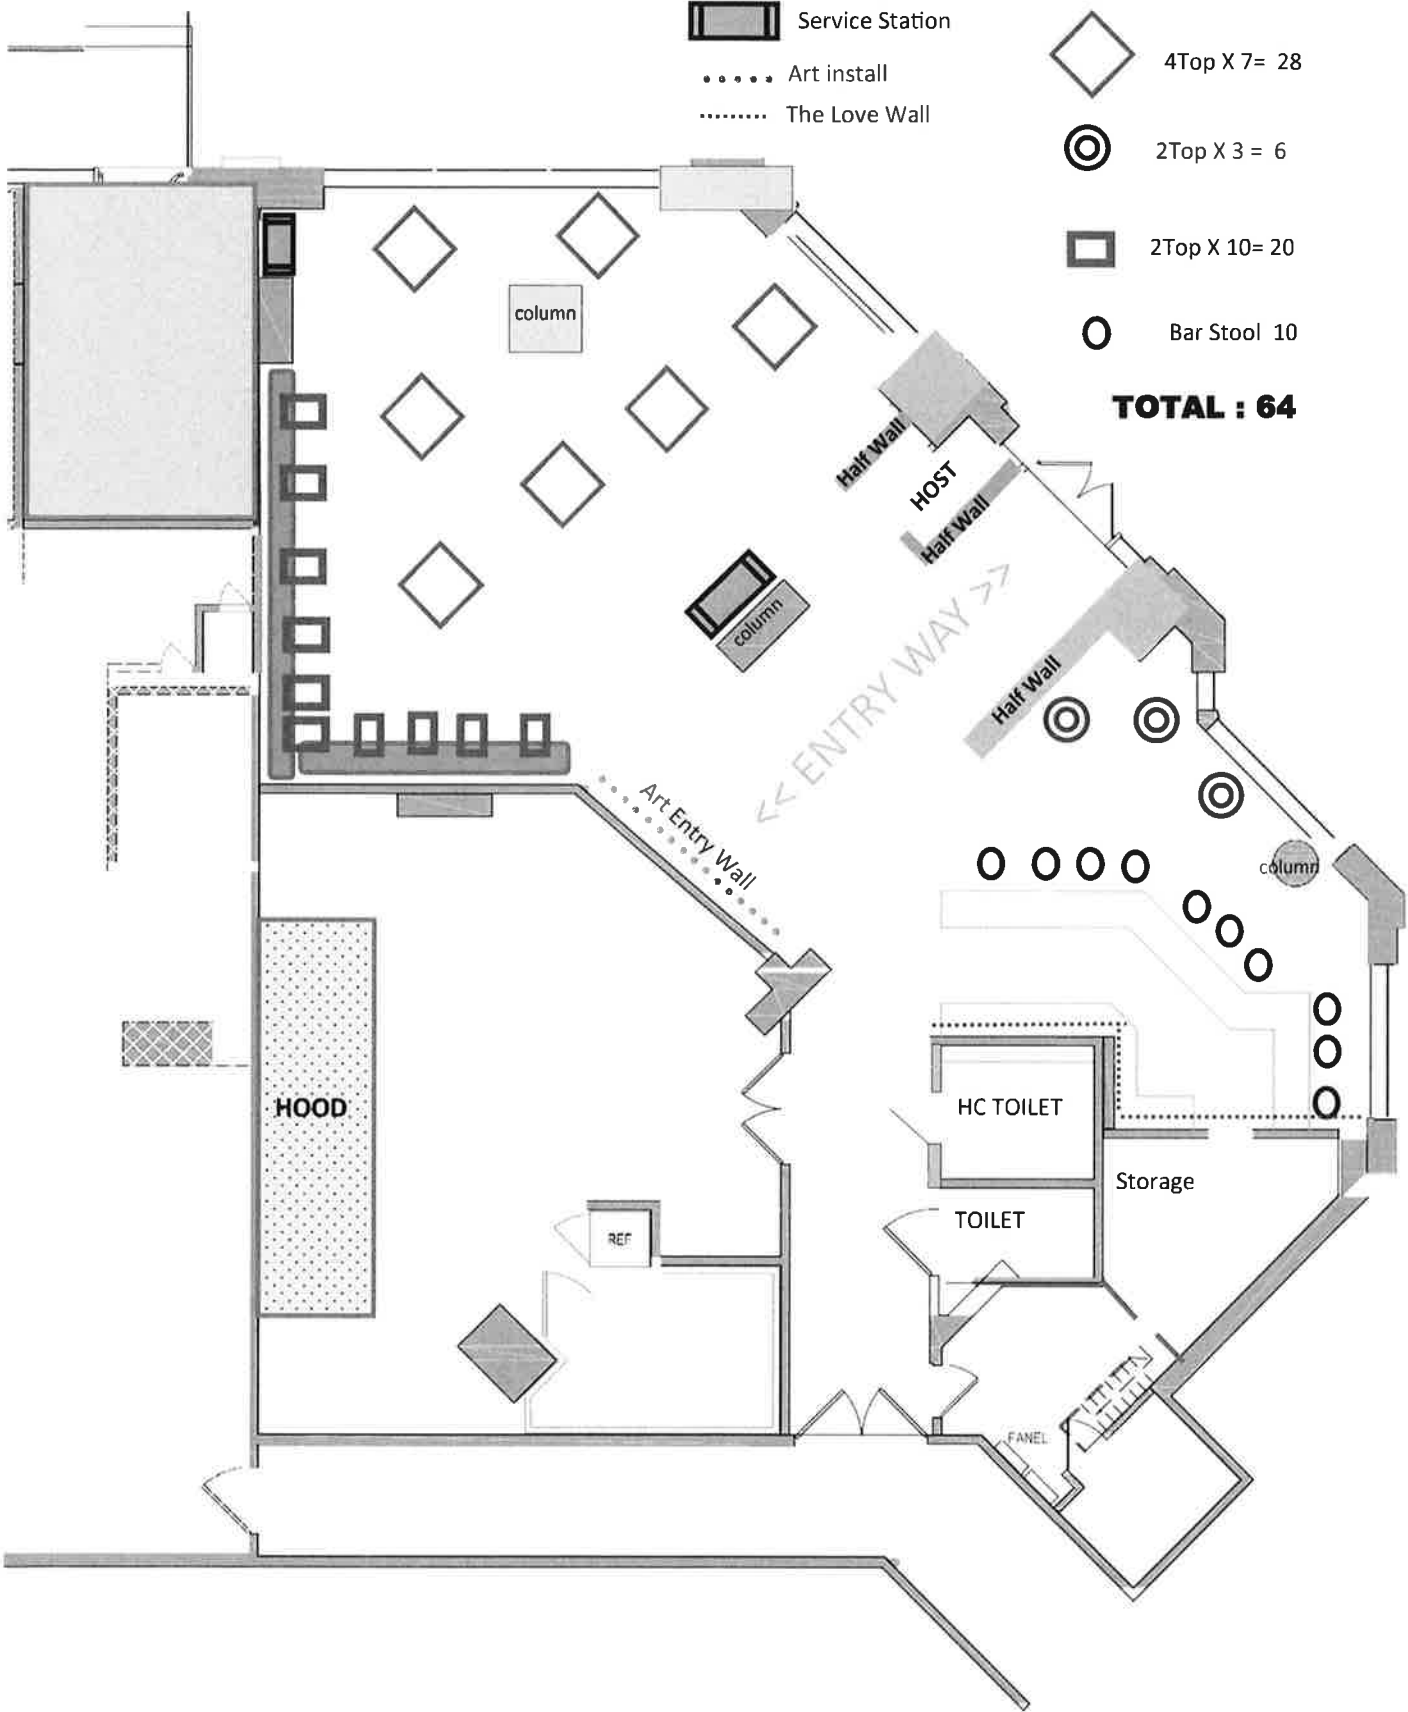 Service Station
Art install
The Love Wall
4Top X 7= 28
2Top X 3 = 6
2Top X 10= 20
Bar Stool 10
TOTAL : 64
column
Half Wall
HOST
Half Wall
column
<< ENTRY WAY >>
Half Wall
Art Entry Wall
column
HOOD
HC TOILET
Storage
TOILET
REF
FANEL